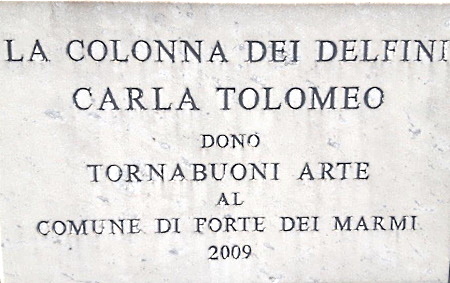 LA COLONNA DEI DELFINI
CARLA TOLOMEO
DONO
TORNABUONI ARTE
AL
COMUNE DI FORTE DEI MARMI
2009